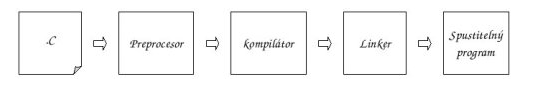 .C
Preprocesor
kompilátor
Linker
Spustitelný
program